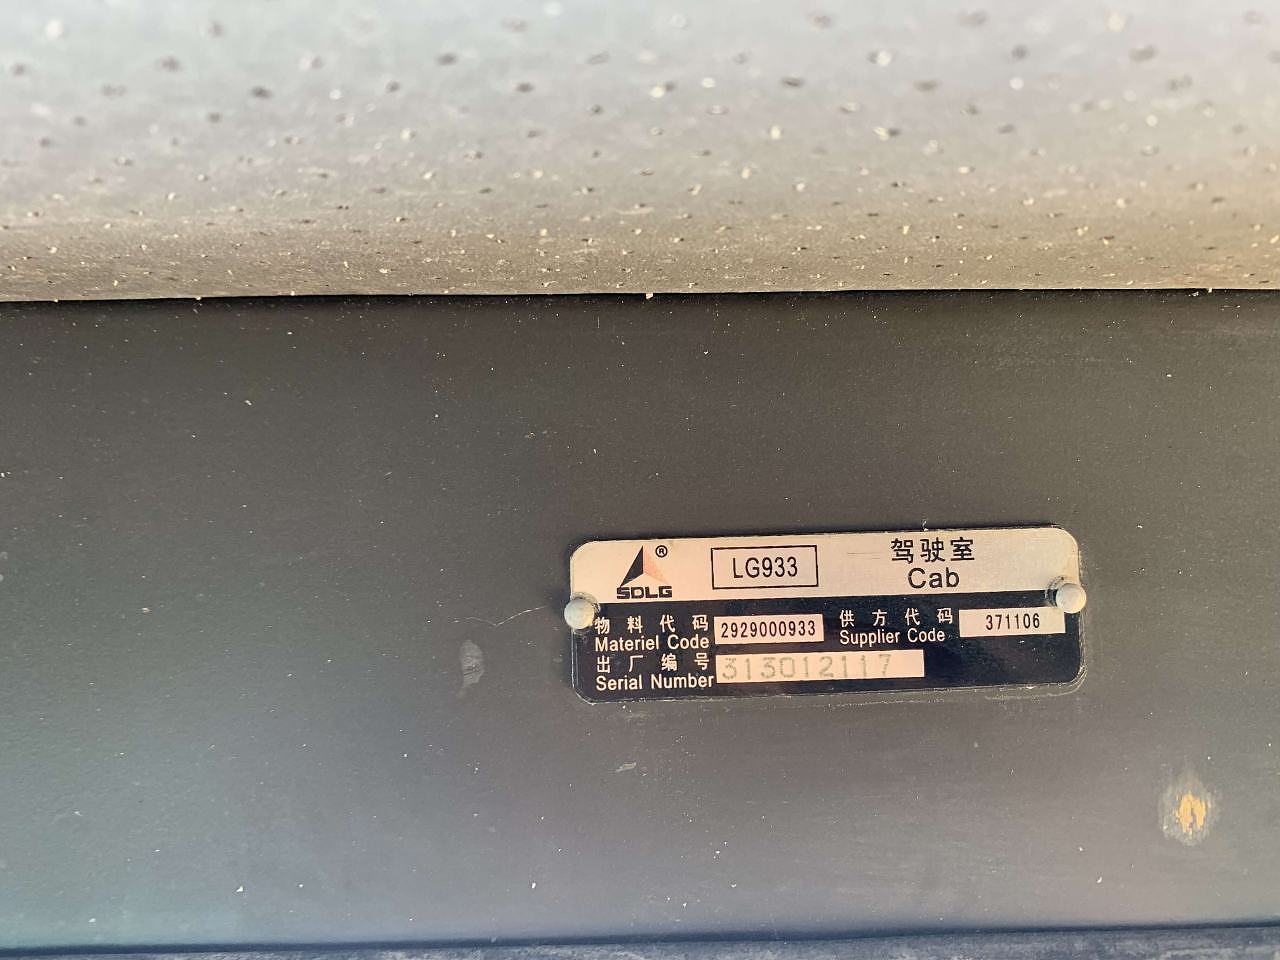 SDLG ® LG933 驾驶室
Cab
物料代码 2929000933 供方代码 371106
Materiel Code Supplier Code
出厂编号 313012117
Serial Number